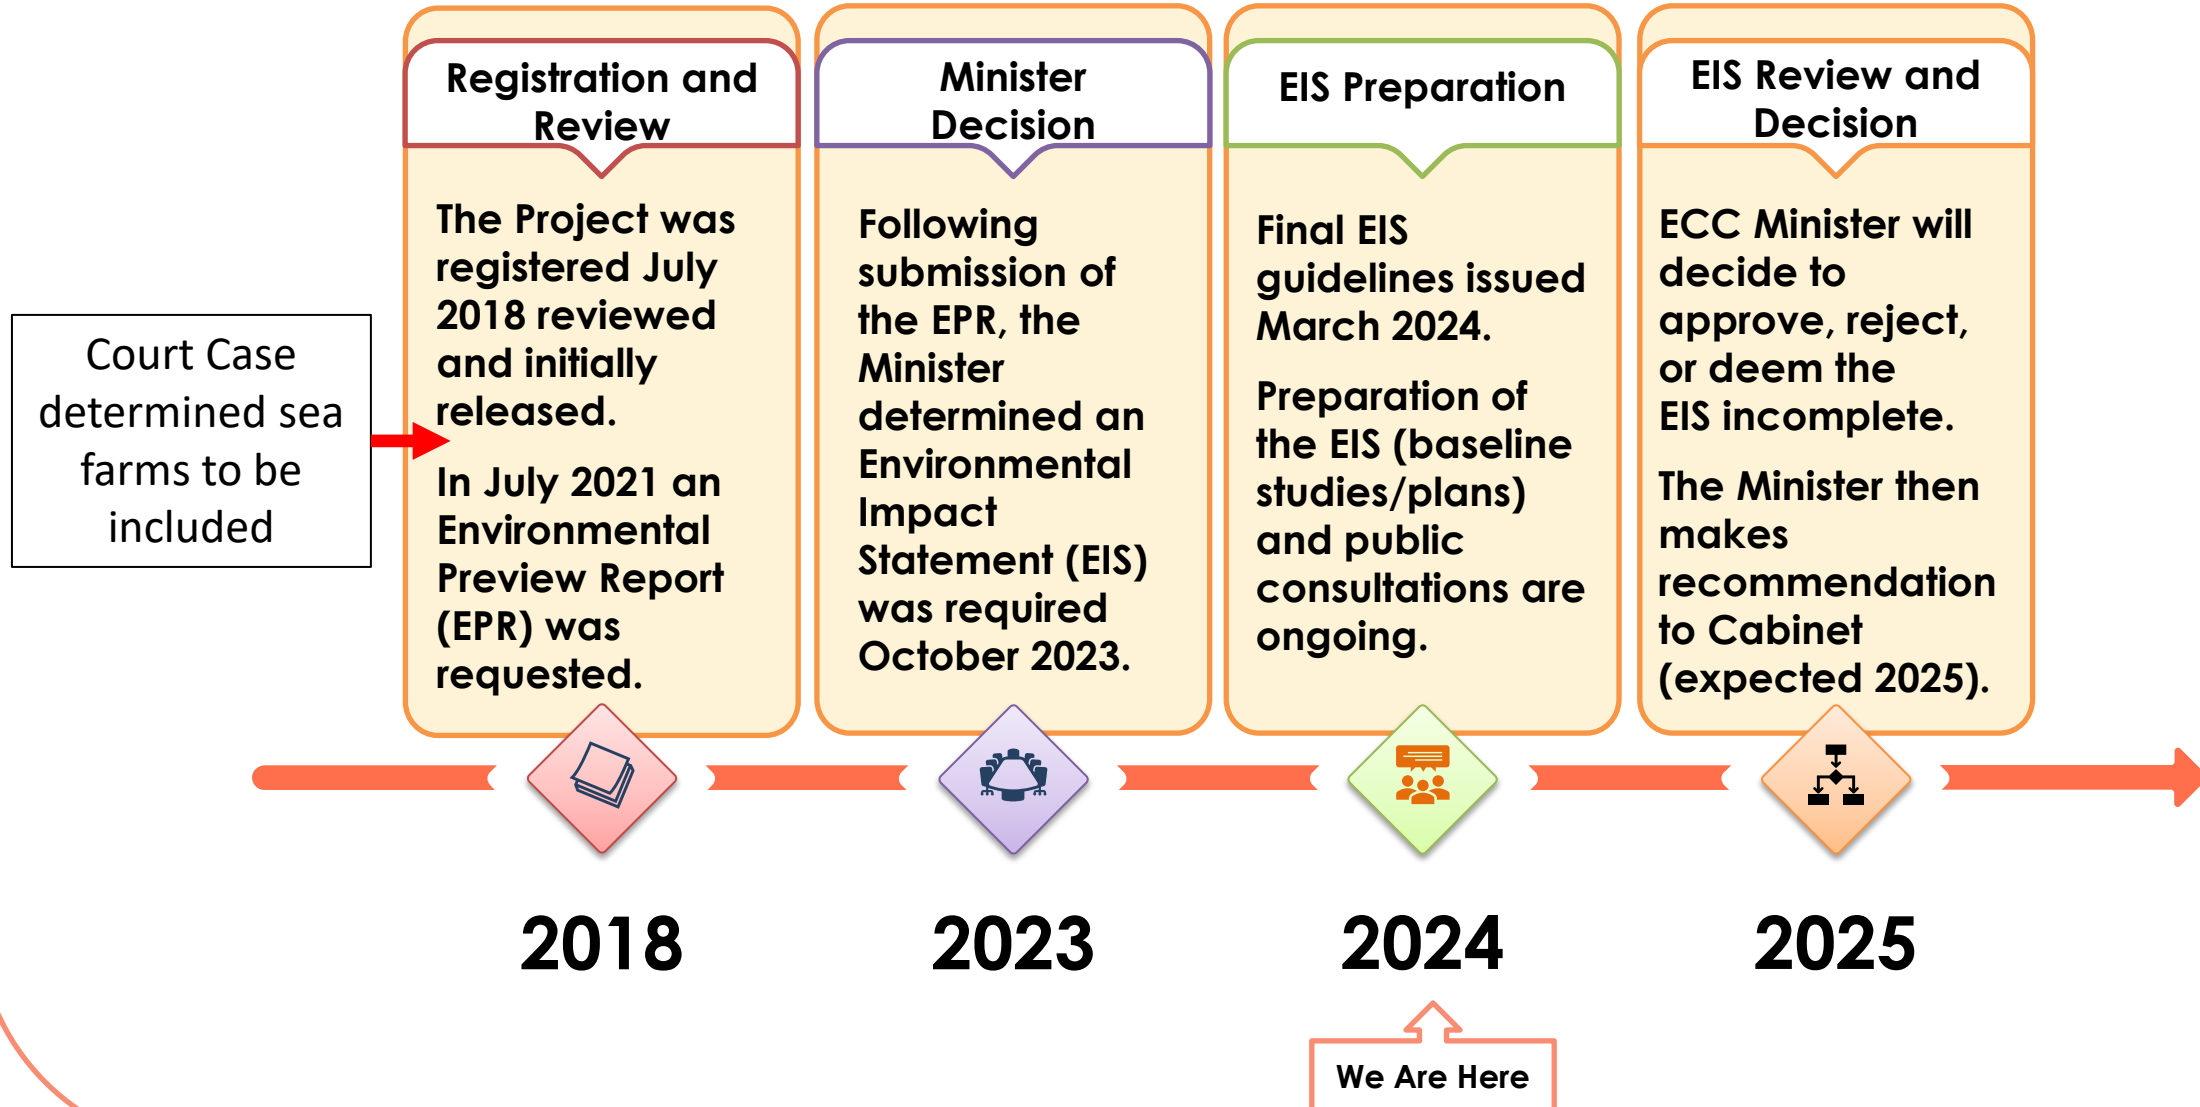 Court Case
determined sea
farms to be
included
Registration and
Review
The Project was
registered July
2018 reviewed
and initially
released.
In July 2021 an
Environmental
Preview Report
(EPR) was
requested.
Minister
Decision
Following
submission of
the EPR, the
Minister
determined an
Environmental
Impact
Statement (EIS)
was required
October 2023.
EIS Preparation
Final EIS
guidelines issued
March 2024.
Preparation of
the EIS (baseline
studies/plans)
and public
consultations are
ongoing.
EIS Review and
Decision
ECC Minister will
decide to
approve, reject,
or deem the
EIS incomplete.
The Minister then
makes
recommendation
to Cabinet
(expected 2025).
2018
2023
2024
2025
We Are Here